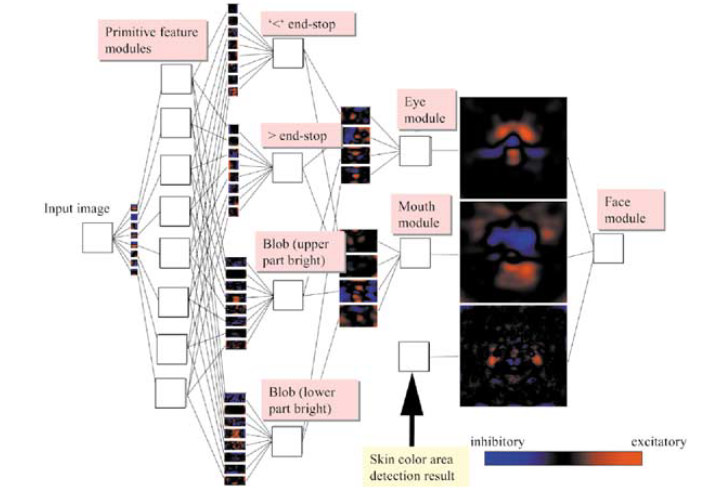 Primitive feature
modules
‘<’ end-stop
> end-stop
Input image
Blob (upper
part bright)
Blob (lower
part bright)
Eye
module
Mouth
module
Face
module
Skin color area
detection result
inhibitory
excitatory